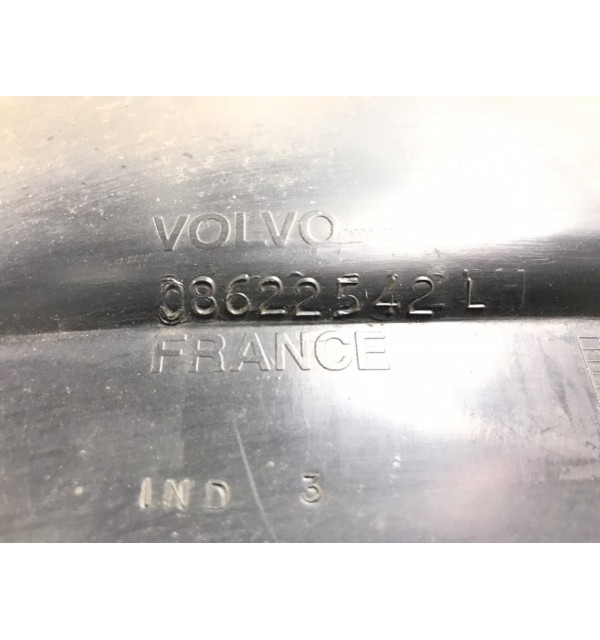 VOLVO
08622542 LH
FRANCE
IND 3